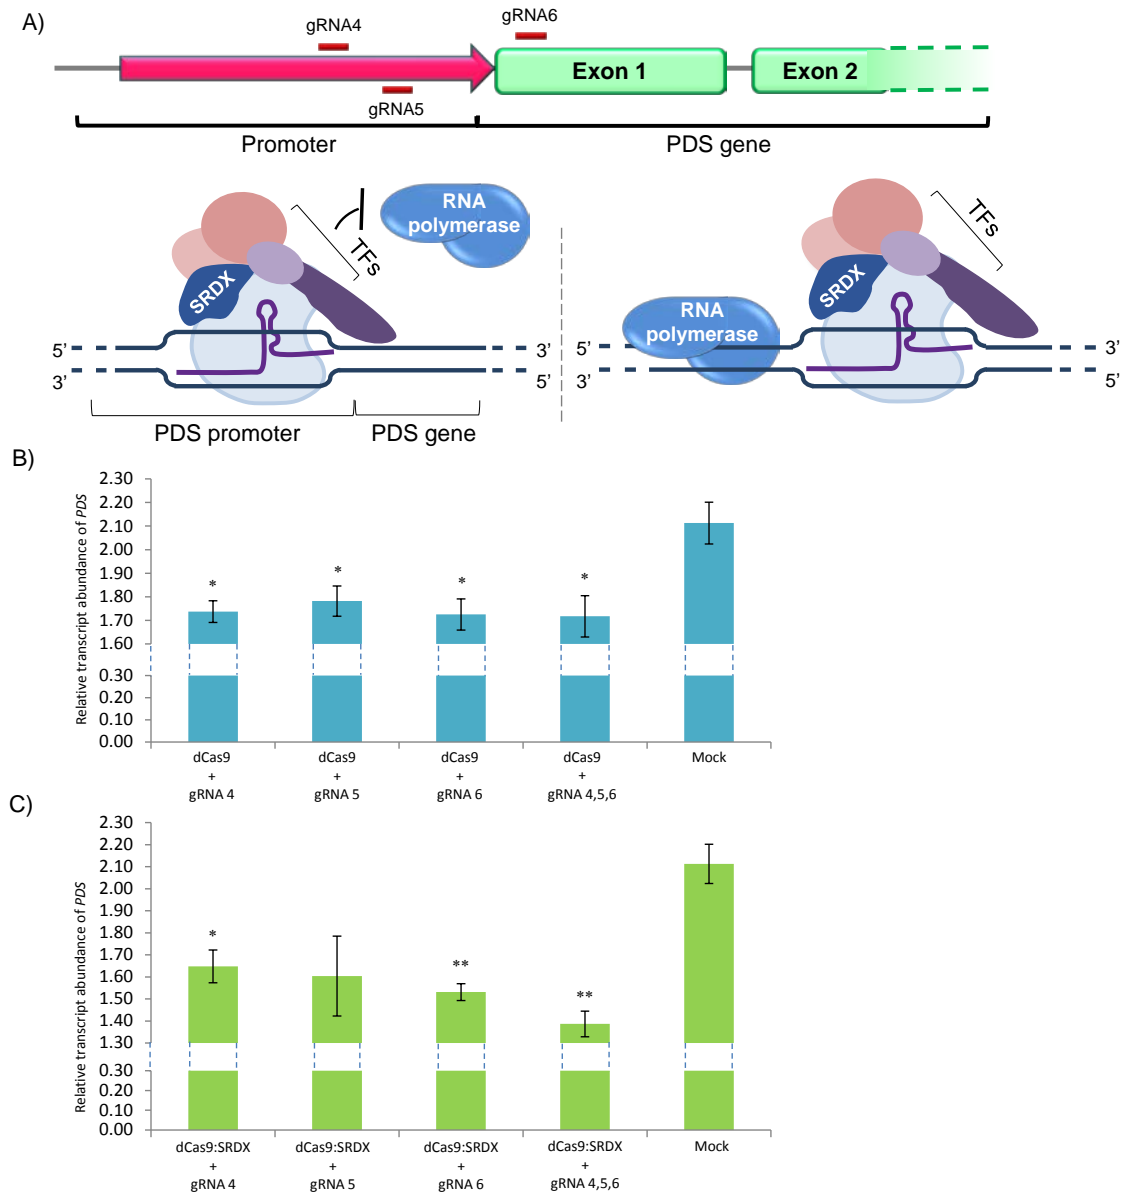 A)
gRNA4
gRNA6
Exon 1
Exon 2
gRNA5
Promoter
PDS gene
RNA
polymerase
TFs
SRDX
5’
3’
3’
5’
PDS promoter
PDS gene
TFs
SRDX
RNA
polymerase
5’
3’
3’
5’
B)
Relative transcript abundance of PDS
2.30
2.20
2.10
2.00
1.90
1.80
1.70
1.60
0.30
0.20
0.10
0.00
*
*
*
*
dCas9
+
gRNA 4
dCas9
+
gRNA 5
dCas9
+
gRNA 6
dCas9
+
gRNA 4,5,6
Mock
C)
Relative transcript abundance of PDS
2.30
2.20
2.10
2.00
1.90
1.80
1.70
1.60
1.50
1.40
1.30
0.30
0.20
0.10
0.00
*
**
**
dCas9:SRDX
+
gRNA 4
dCas9:SRDX
+
gRNA 5
dCas9:SRDX
+
gRNA 6
dCas9:SRDX
+
gRNA 4,5,6
Mock